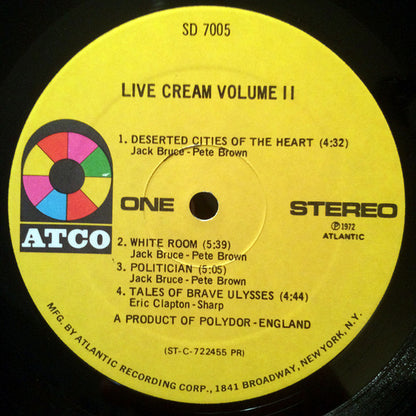 SD 7005
LIVE CREAM VOLUME II
1. DESERTED CITIES OF THE HEART (4:32)
Jack Bruce - Pete Brown
ONE
STEREO
℗1972
ATLANTIC
ATCO
2. WHITE ROOM (5:39)
Jack Bruce - Pete Brown
3. POLITICIAN (5:05)
Jack Bruce - Pete Brown
4. TALES OF BRAVE ULYSSES (4:44)
Eric Clapton - Sharp
A PRODUCT OF POLYDOR - ENGLAND
(ST-C-722455 PR)
MFG. BY ATLANTIC RECORDING CORP., 1841 BROADWAY, NEW YORK, N.Y.